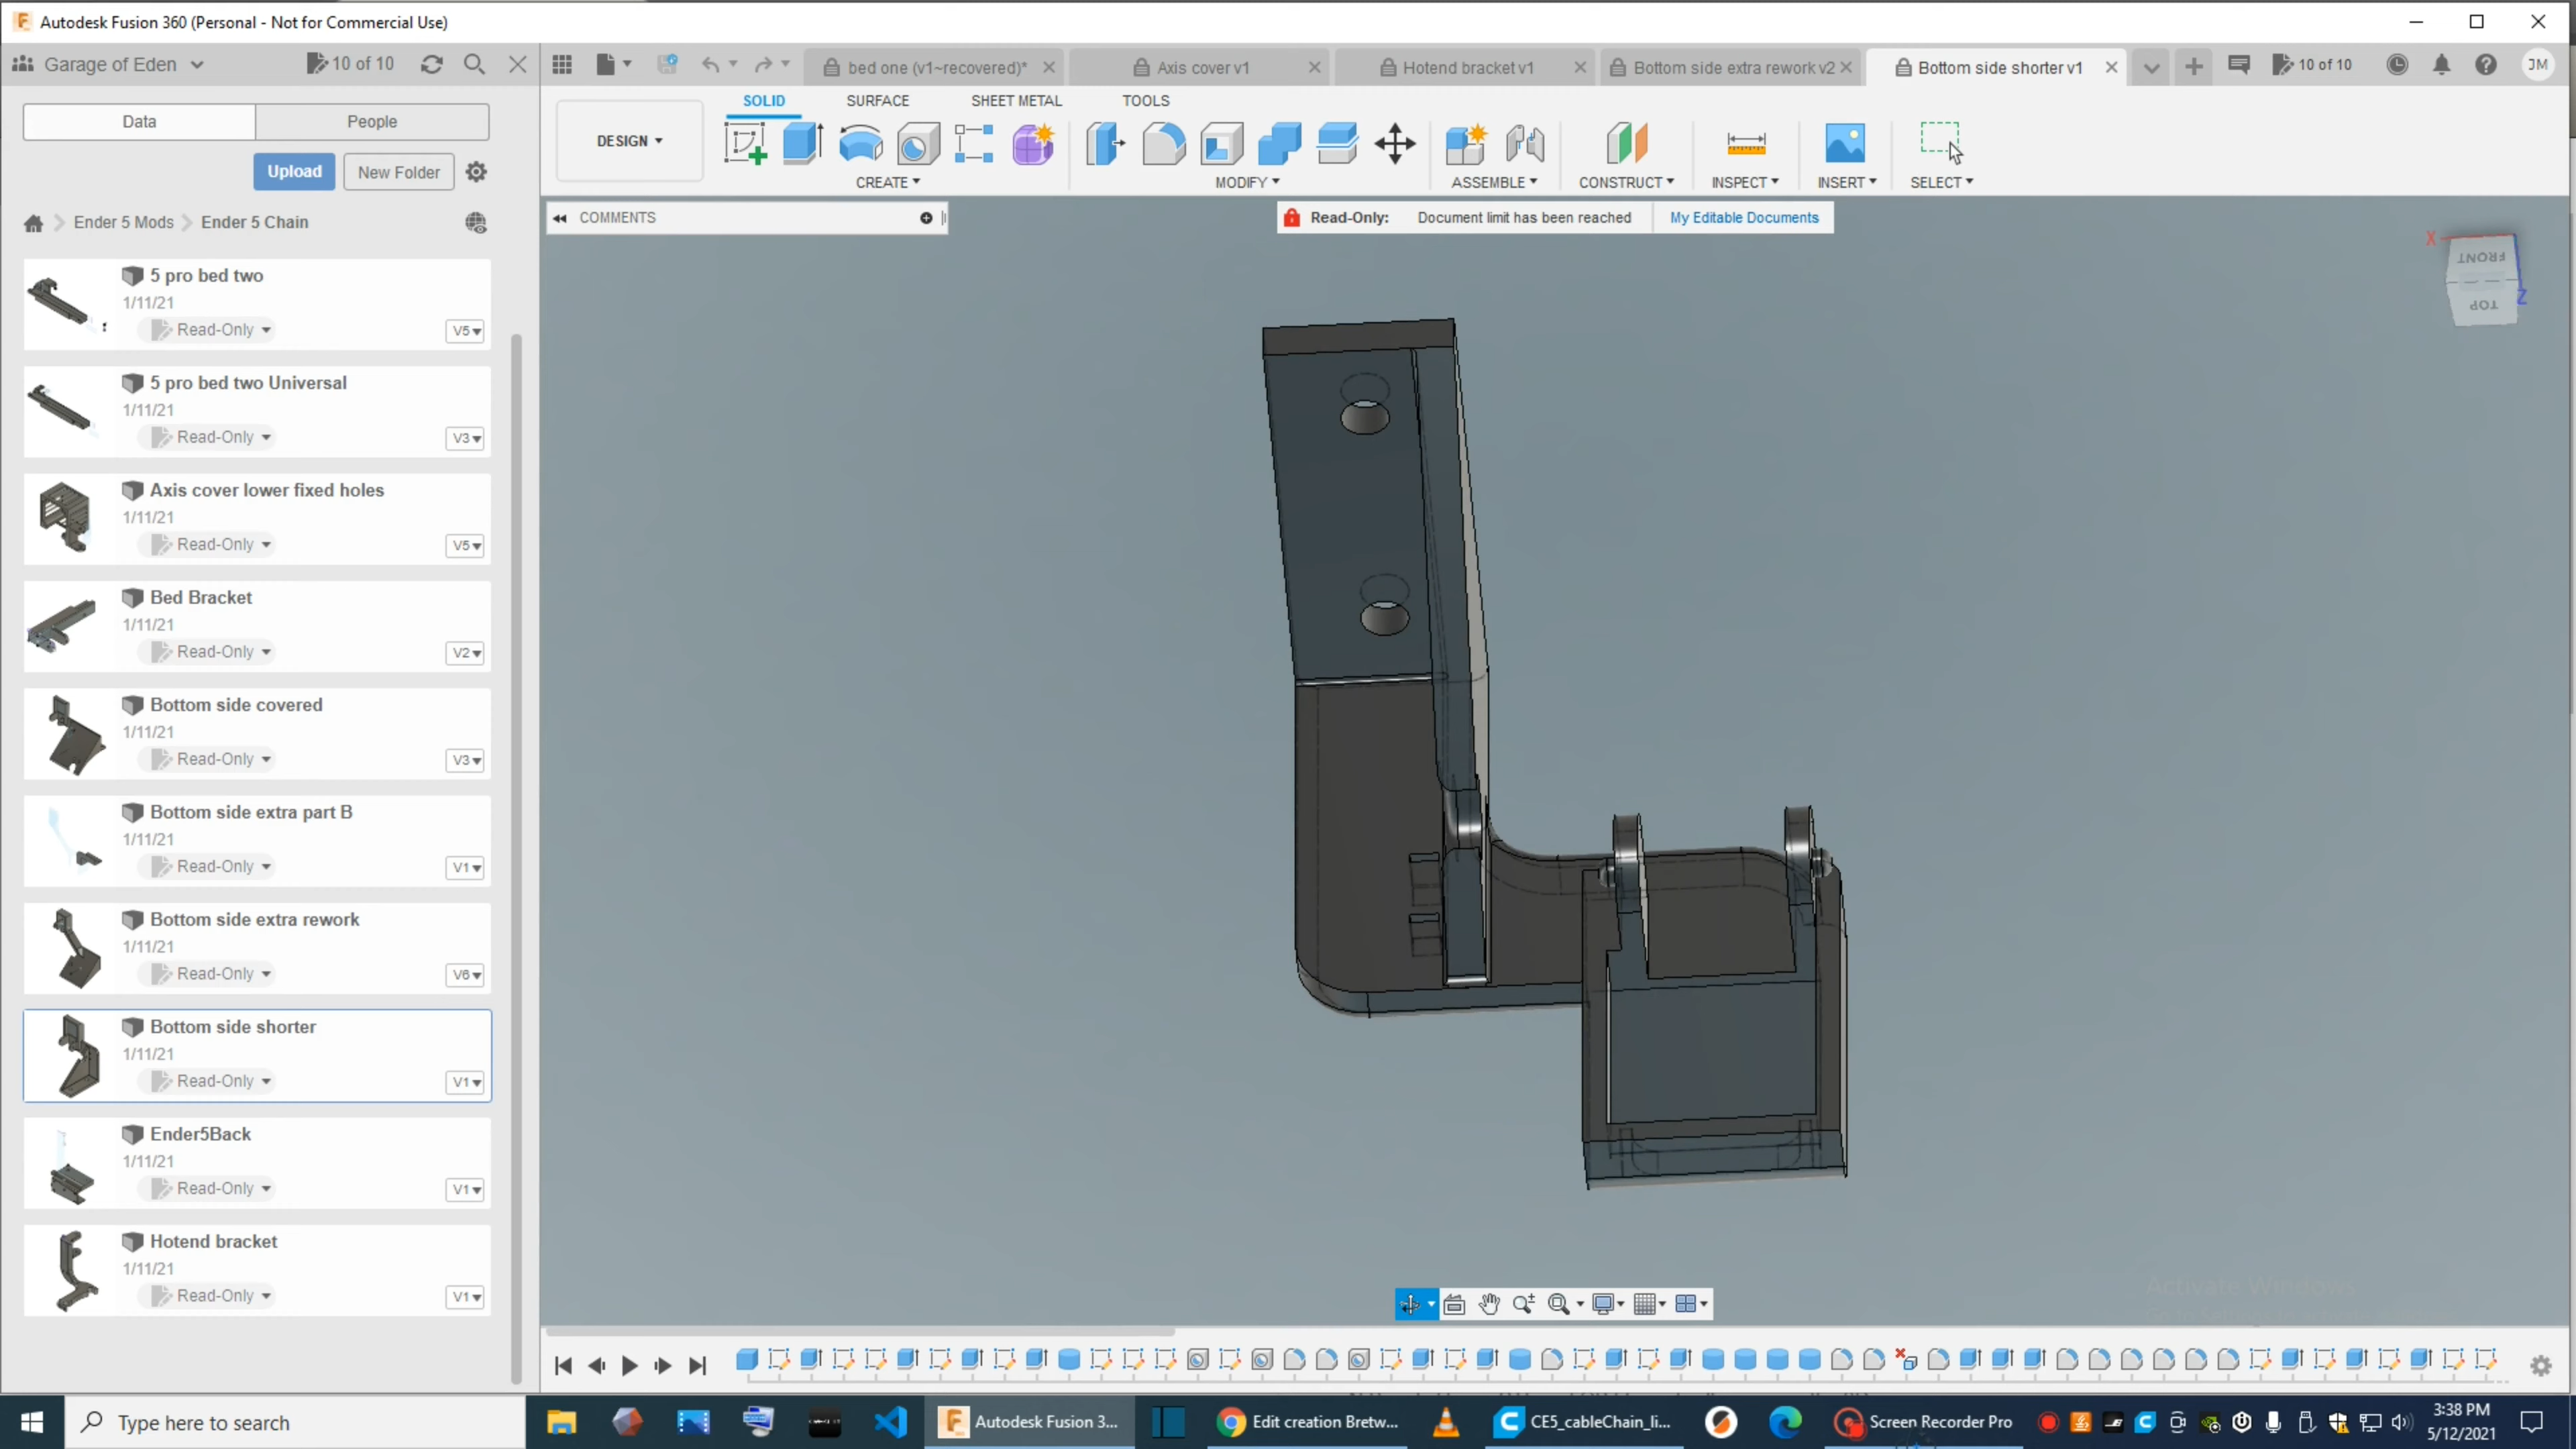 Autodesk Fusion 360 (Personal - Not for Commercial Use)
Garage of Eden
10 of 10
bed one (v1~recovered)*
Axis cover v1
Hotend bracket v1
Bottom side extra rework v2
Bottom side shorter v1
10 of 10
JM
Data
People
DESIGN
SOLID
SURFACE
SHEET METAL
TOOLS
CREATE
MODIFY
ASSEMBLE
CONSTRUCT
INSPECT
INSERT
SELECT
Upload
New Folder
Ender 5 Mods
Ender 5 Chain
COMMENTS
Read-Only:
Document limit has been reached
My Editable Documents
X
FRONT
TOP
Z
5 pro bed two
1/11/21
Read-Only
V5
5 pro bed two Universal
1/11/21
Read-Only
V3
Axis cover lower fixed holes
1/11/21
Read-Only
V5
Bed Bracket
1/11/21
Read-Only
V2
Bottom side covered
1/11/21
Read-Only
V3
Bottom side extra part B
1/11/21
Read-Only
V1
Bottom side extra rework
1/11/21
Read-Only
V6
Bottom side shorter
1/11/21
Read-Only
V1
Ender5Back
1/11/21
Read-Only
V1
Hotend bracket
1/11/21
Read-Only
V1
Activate Windows
Type here to search
Autodesk Fusion 3...
Edit creation Bretw...
CE5_cableChain_li...
Screen Recorder Pro
3:38 PM
5/12/2021